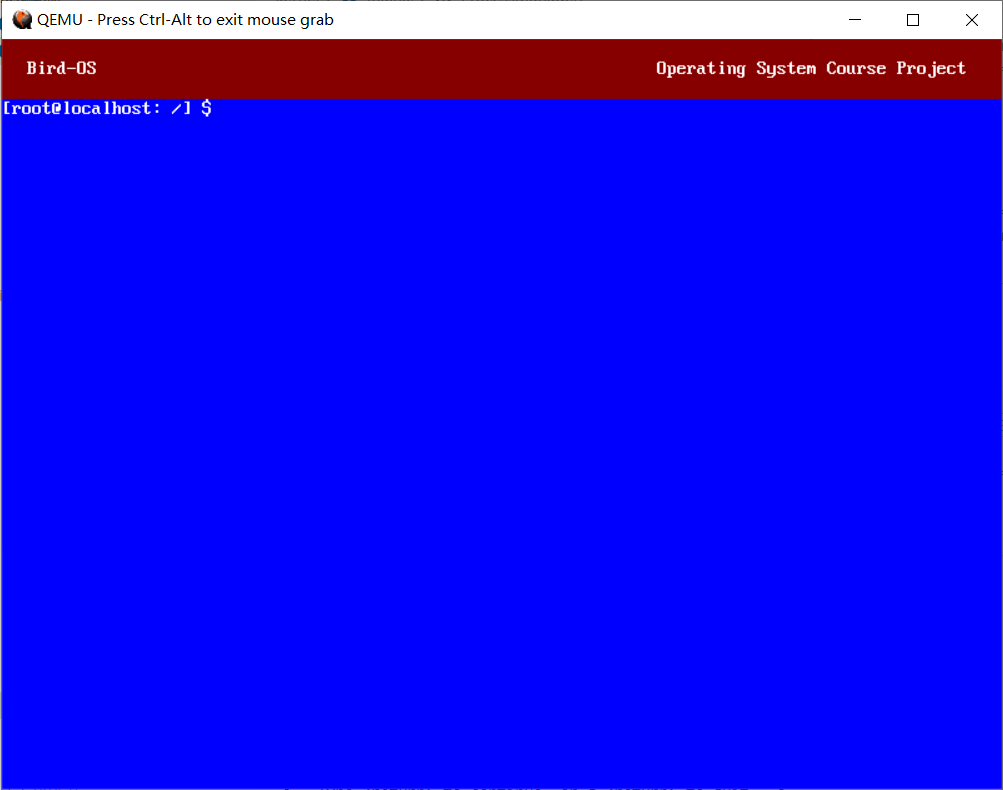 QEMU - Press Ctrl-Alt to exit mouse grab
Bird-OS Operating System Course Project
[root@localhost: /] $